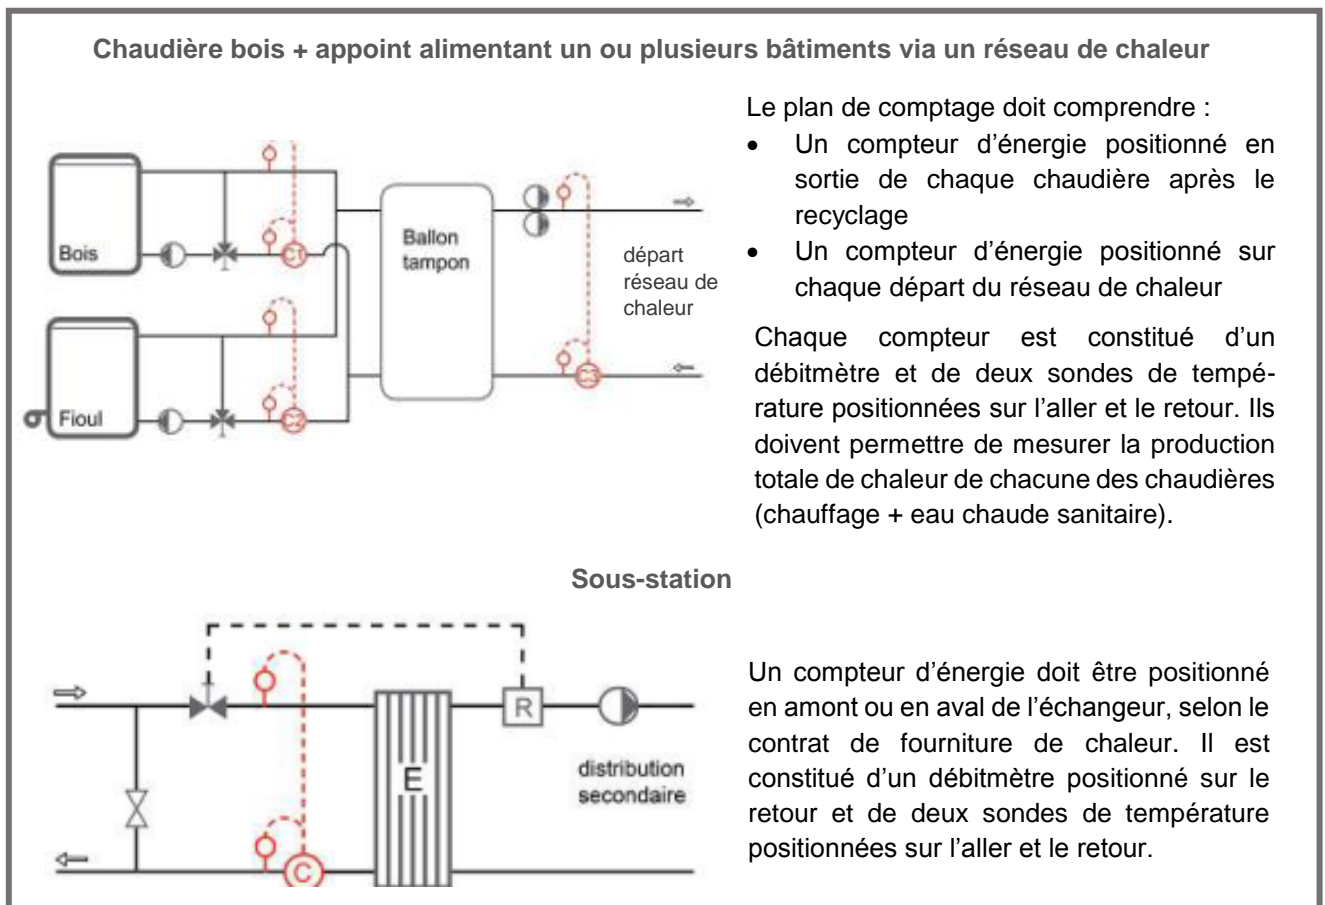 Chaudière bois + appoint alimentant un ou plusieurs bâtiments via un réseau de chaleur
Bois
C1
Fioul
C2
Ballon
tampon
départ
réseau de
chaleur
C3
Le plan de comptage doit comprendre :
• Un compteur d’énergie positionné en
sortie de chaque chaudière après le
recyclage
• Un compteur d’énergie positionné sur
chaque départ du réseau de chaleur
Chaque compteur est constitué d’un
débitmètre et de deux sondes de tempé-
rature positionnées sur l’aller et le retour. Ils
doivent permettre de mesurer la production
totale de chaleur de chacune des chaudières
(chauffage + eau chaude sanitaire).
Sous-station
R
E
distribution
secondaire
C
Un compteur d’énergie doit être positionné
en amont ou en aval de l’échangeur, selon le
contrat de fourniture de chaleur. Il est
constitué d’un débitmètre positionné sur le
retour et de deux sondes de température
positionnées sur l’aller et le retour.